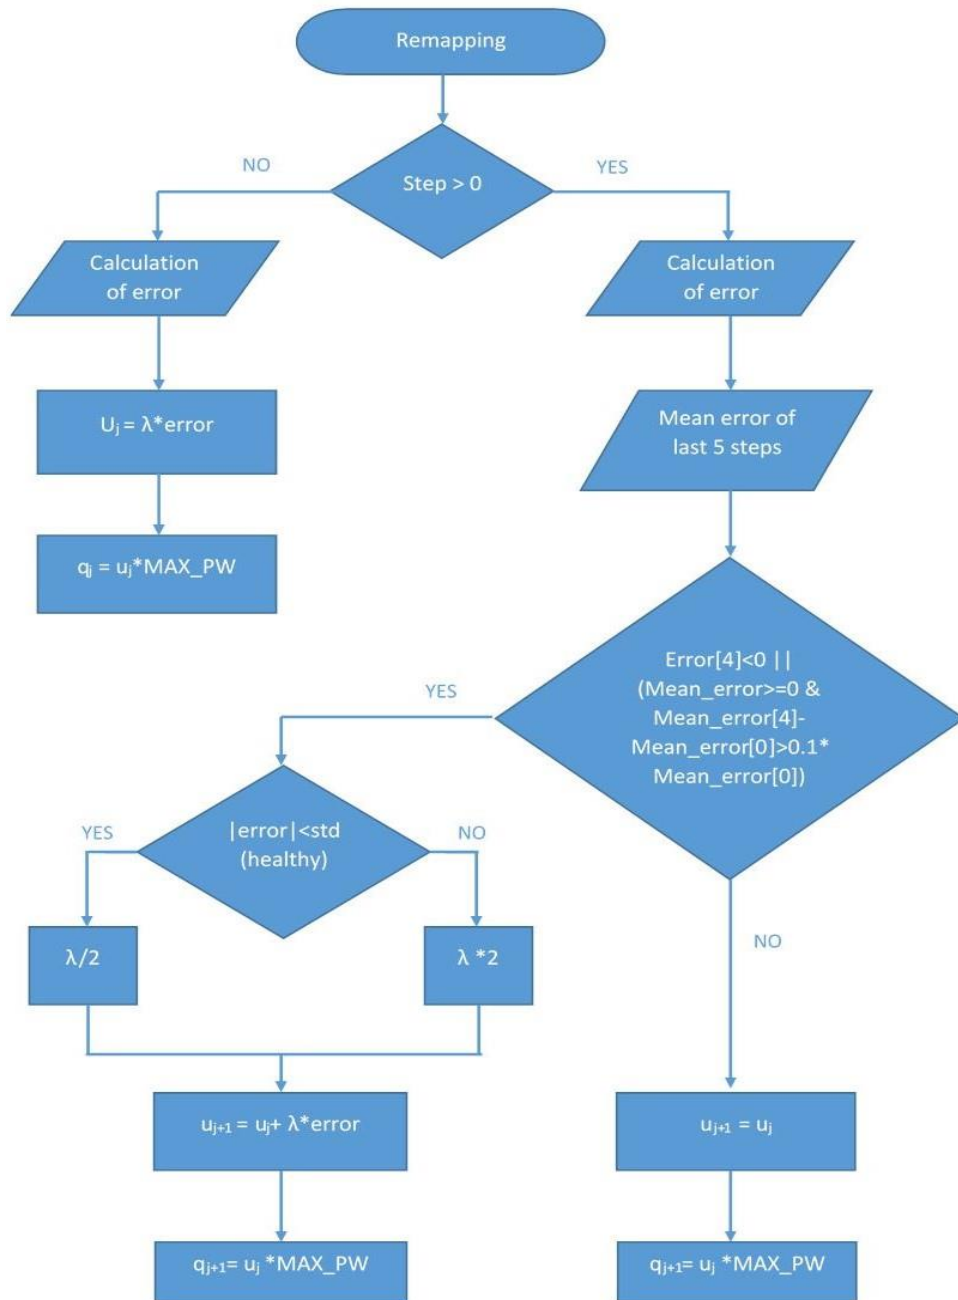 Remapping
NO
YES
Step > 0
Calculation
of error
Calculation
of error
Uⱼ = λ*error
Mean error of
last 5 steps
qⱼ = uⱼ*MAX_PW
Error[4]<0 ||
(Mean_error>=0 &
Mean_error[4]-
Mean_error[0]>0.1*
Mean_error[0])
YES
|error|<std
(healthy)
YES
NO
λ/2
λ *2
NO
uⱼ₊₁ = uⱼ+ λ*error
uⱼ₊₁ = uⱼ
qⱼ₊₁= uⱼ *MAX_PW
qⱼ₊₁= uⱼ *MAX_PW